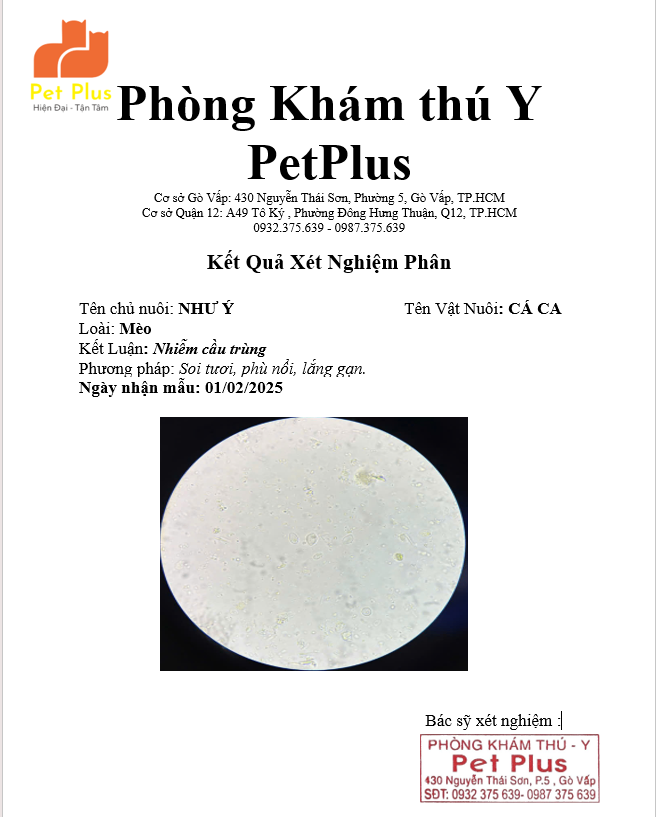 Pet Plus
Hiện Đại - Tận Tâm
Phòng Khám thú Y
PetPlus
Cơ sở Gò Vấp: 430 Nguyễn Thái Sơn, Phường 5, Gò Vấp, TP.HCM
Cơ sở Quận 12: A49 Tô Ký , Phường Đông Hưng Thuận, Q12, TP.HCM
0932.375.639 - 0987.375.639
Kết Quả Xét Nghiệm Phân
Tên chủ nuôi: NHƯ Ý Tên Vật Nuôi: CÁ CA
Loài: Mèo
Kết Luận: Nhiễm cầu trùng
Phương pháp: Soi tươi, phù nổi, lắng gạn.
Ngày nhận mẫu: 01/02/2025
Bác sỹ xét nghiệm :
PHÒNG KHÁM THÚ - Y
Pet Plus
430 Nguyễn Thái Sơn, P.5 , Gò Vấp
SĐT: 0932 375 639- 0987 375 639